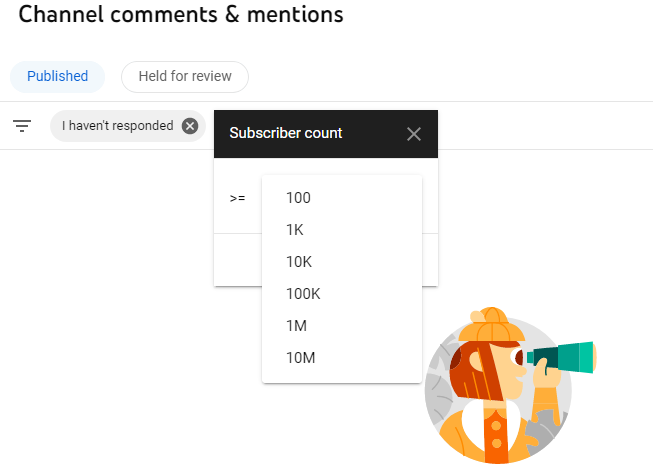 Channel comments & mentions
Published
Held for review
I haven't responded
Subscriber count
>=
100
1K
10K
100K
1M
10M